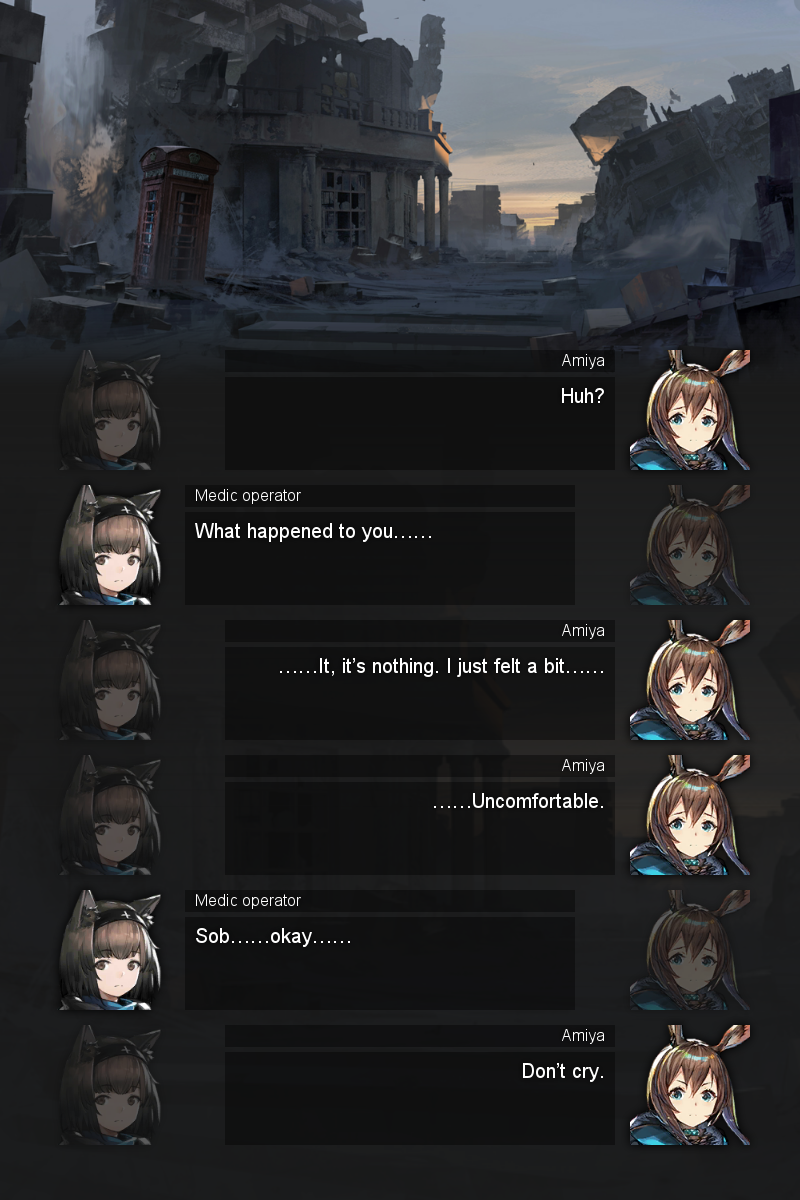 Amiya
Huh?
Medic operator
What happened to you……
Amiya
……It, it’s nothing. I just felt a bit……
Amiya
……Uncomfortable.
Medic operator
Sob……okay……
Amiya
Don’t cry.